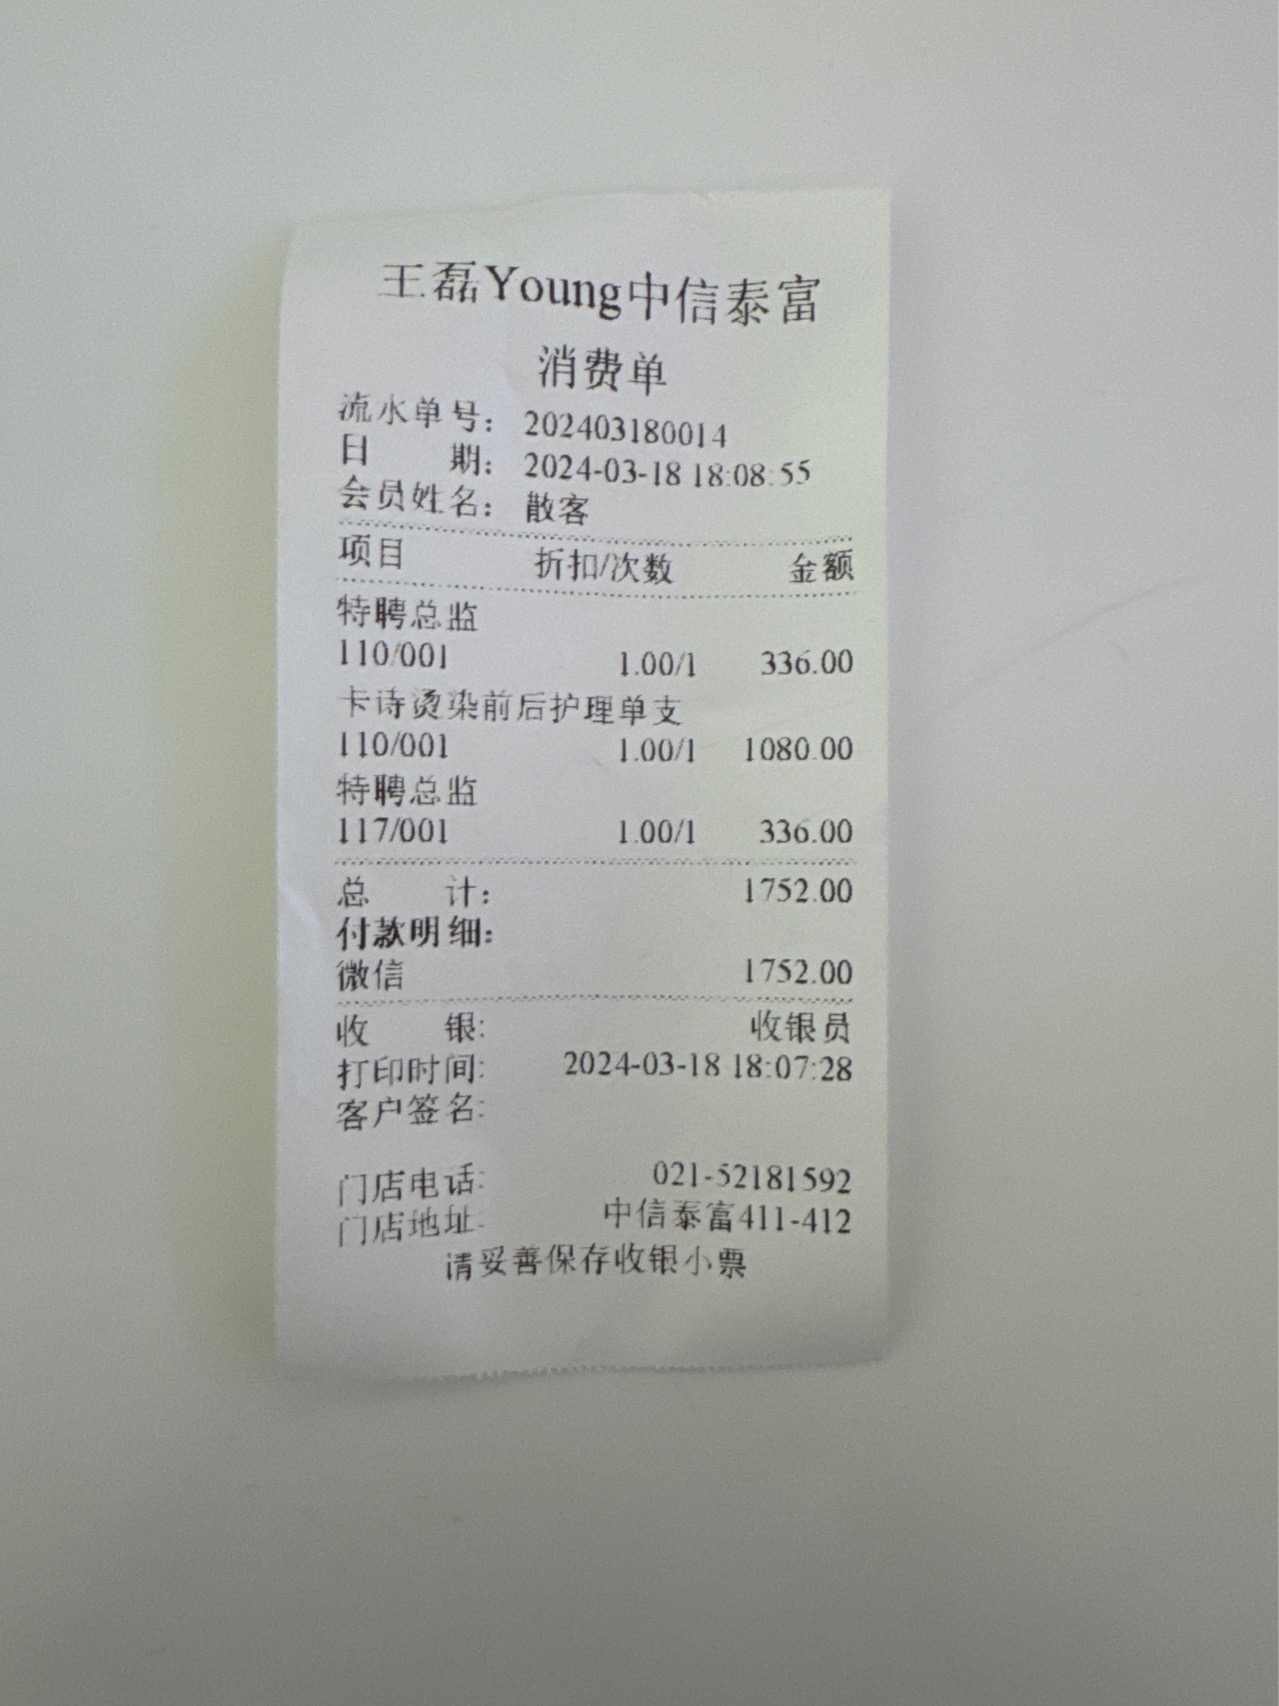 王磊Young中信泰富
消费单
流水单号： 202403180014
日 期： 2024-03-18 18:08:55
会员姓名： 散客
项目 折扣/次数 金额
特聘总监
110/001 1.00/1 336.00
卡诗烫染前后护理单支
110/001 1.00/1 1080.00
特聘总监
117/001 1.00/1 336.00
总 计： 1752.00
付款明细：
微信 1752.00
收 银: 收银员
打印时间: 2024-03-18 18:07:28
客户签名:
门店电话: 021-52181592
门店地址: 中信泰富411-412
请妥善保存收银小票